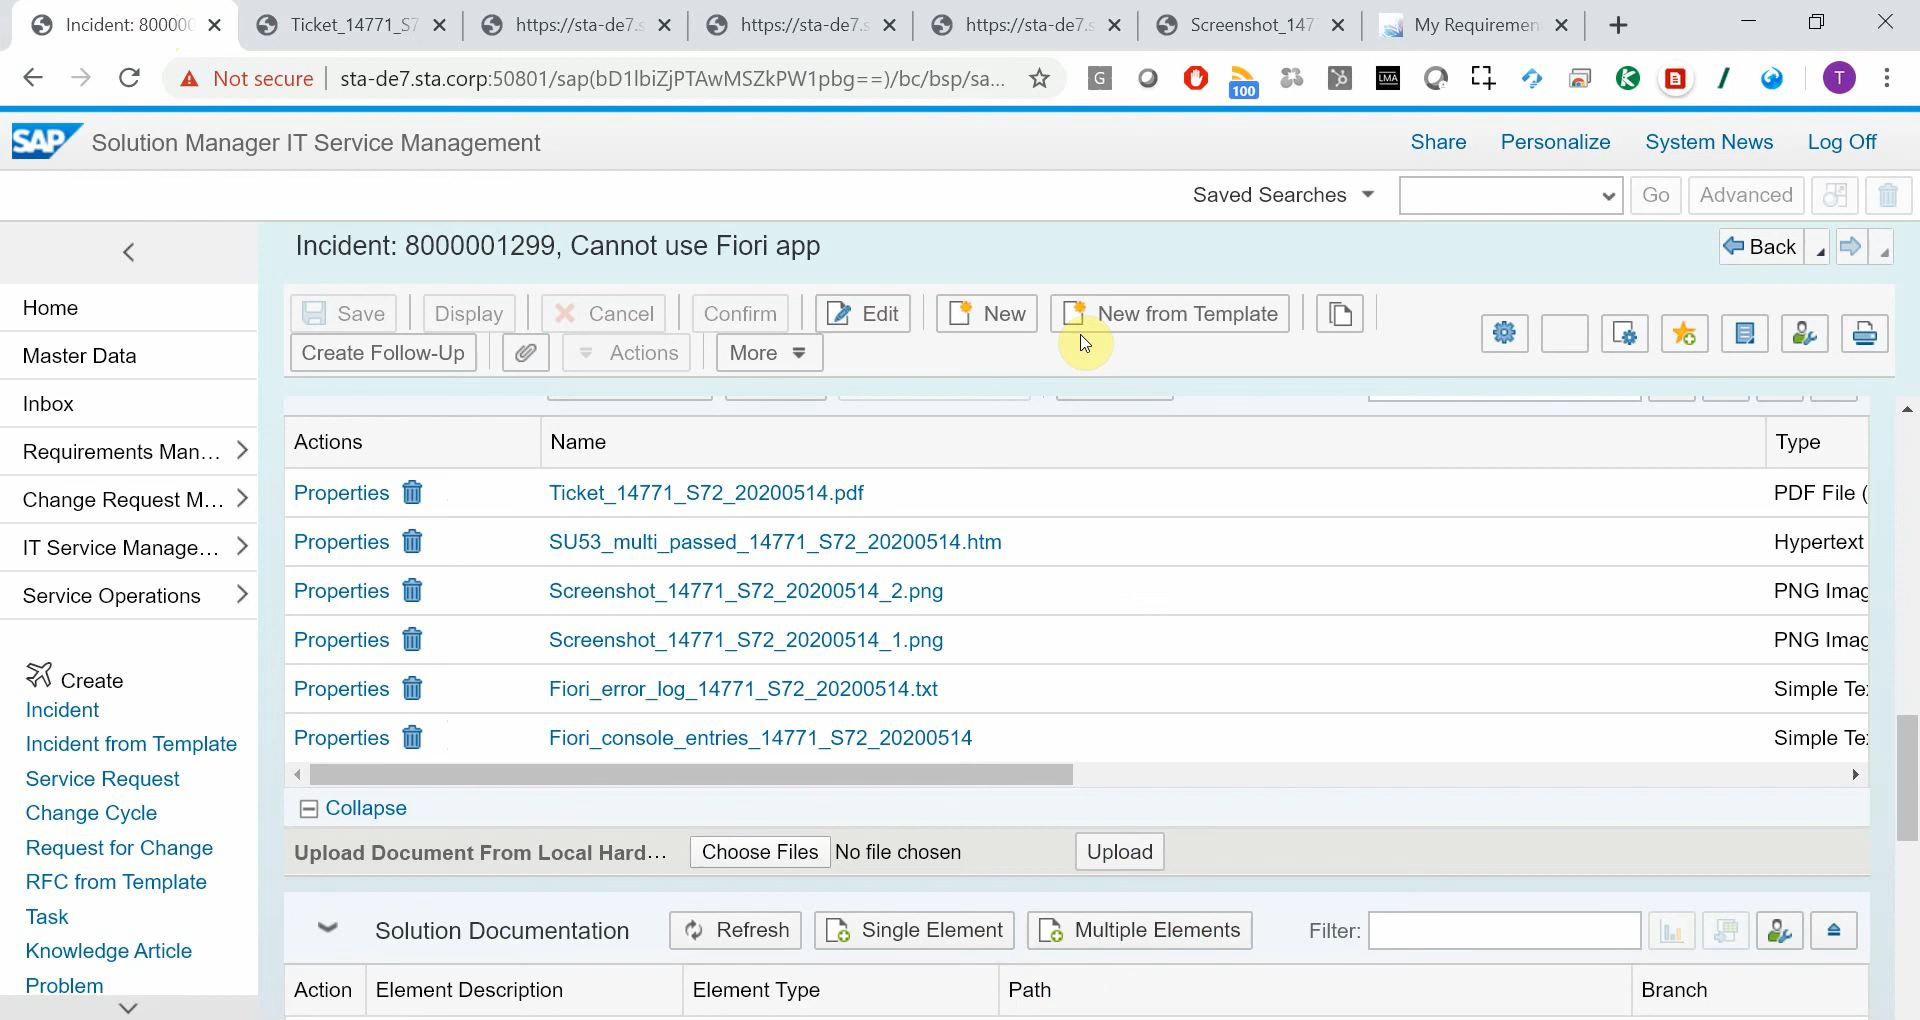 Incident: 80000
Ticket_14771_S7
https://sta-de7.s
https://sta-de7.s
https://sta-de7.s
Screenshot_147
My Requiremen
Not secure
sta-de7.sta.corp:50801/sap(bD1lbiZjPTAwMSZkPW1pbg==)/bc/bsp/sa...
G
100
LMA
K
B
T
SAP
Solution Manager IT Service Management
Share
Personalize
System News
Log Off
Saved Searches
Go
Advanced
Incident: 8000001299, Cannot use Fiori app
Back
Home
Master Data
Inbox
Requirements Man...
Change Request M...
IT Service Manage...
Service Operations
Create
Incident
Incident from Template
Service Request
Change Cycle
Request for Change
RFC from Template
Task
Knowledge Article
Problem
Save
Display
Cancel
Confirm
Edit
New
New from Template
Create Follow-Up
Actions
More
Actions Name Type
Properties Ticket_14771_S72_20200514.pdf PDF File (
Properties SU53_multi_passed_14771_S72_20200514.htm Hypertext
Properties Screenshot_14771_S72_20200514_2.png PNG Imag
Properties Screenshot_14771_S72_20200514_1.png PNG Imag
Properties Fiori_error_log_14771_S72_20200514.txt Simple Te
Properties Fiori_console_entries_14771_S72_20200514 Simple Te
Collapse
Upload Document From Local Hard...
Choose Files No file chosen
Upload
Solution Documentation
Refresh
Single Element
Multiple Elements
Filter:
Action Element Description Element Type Path Branch